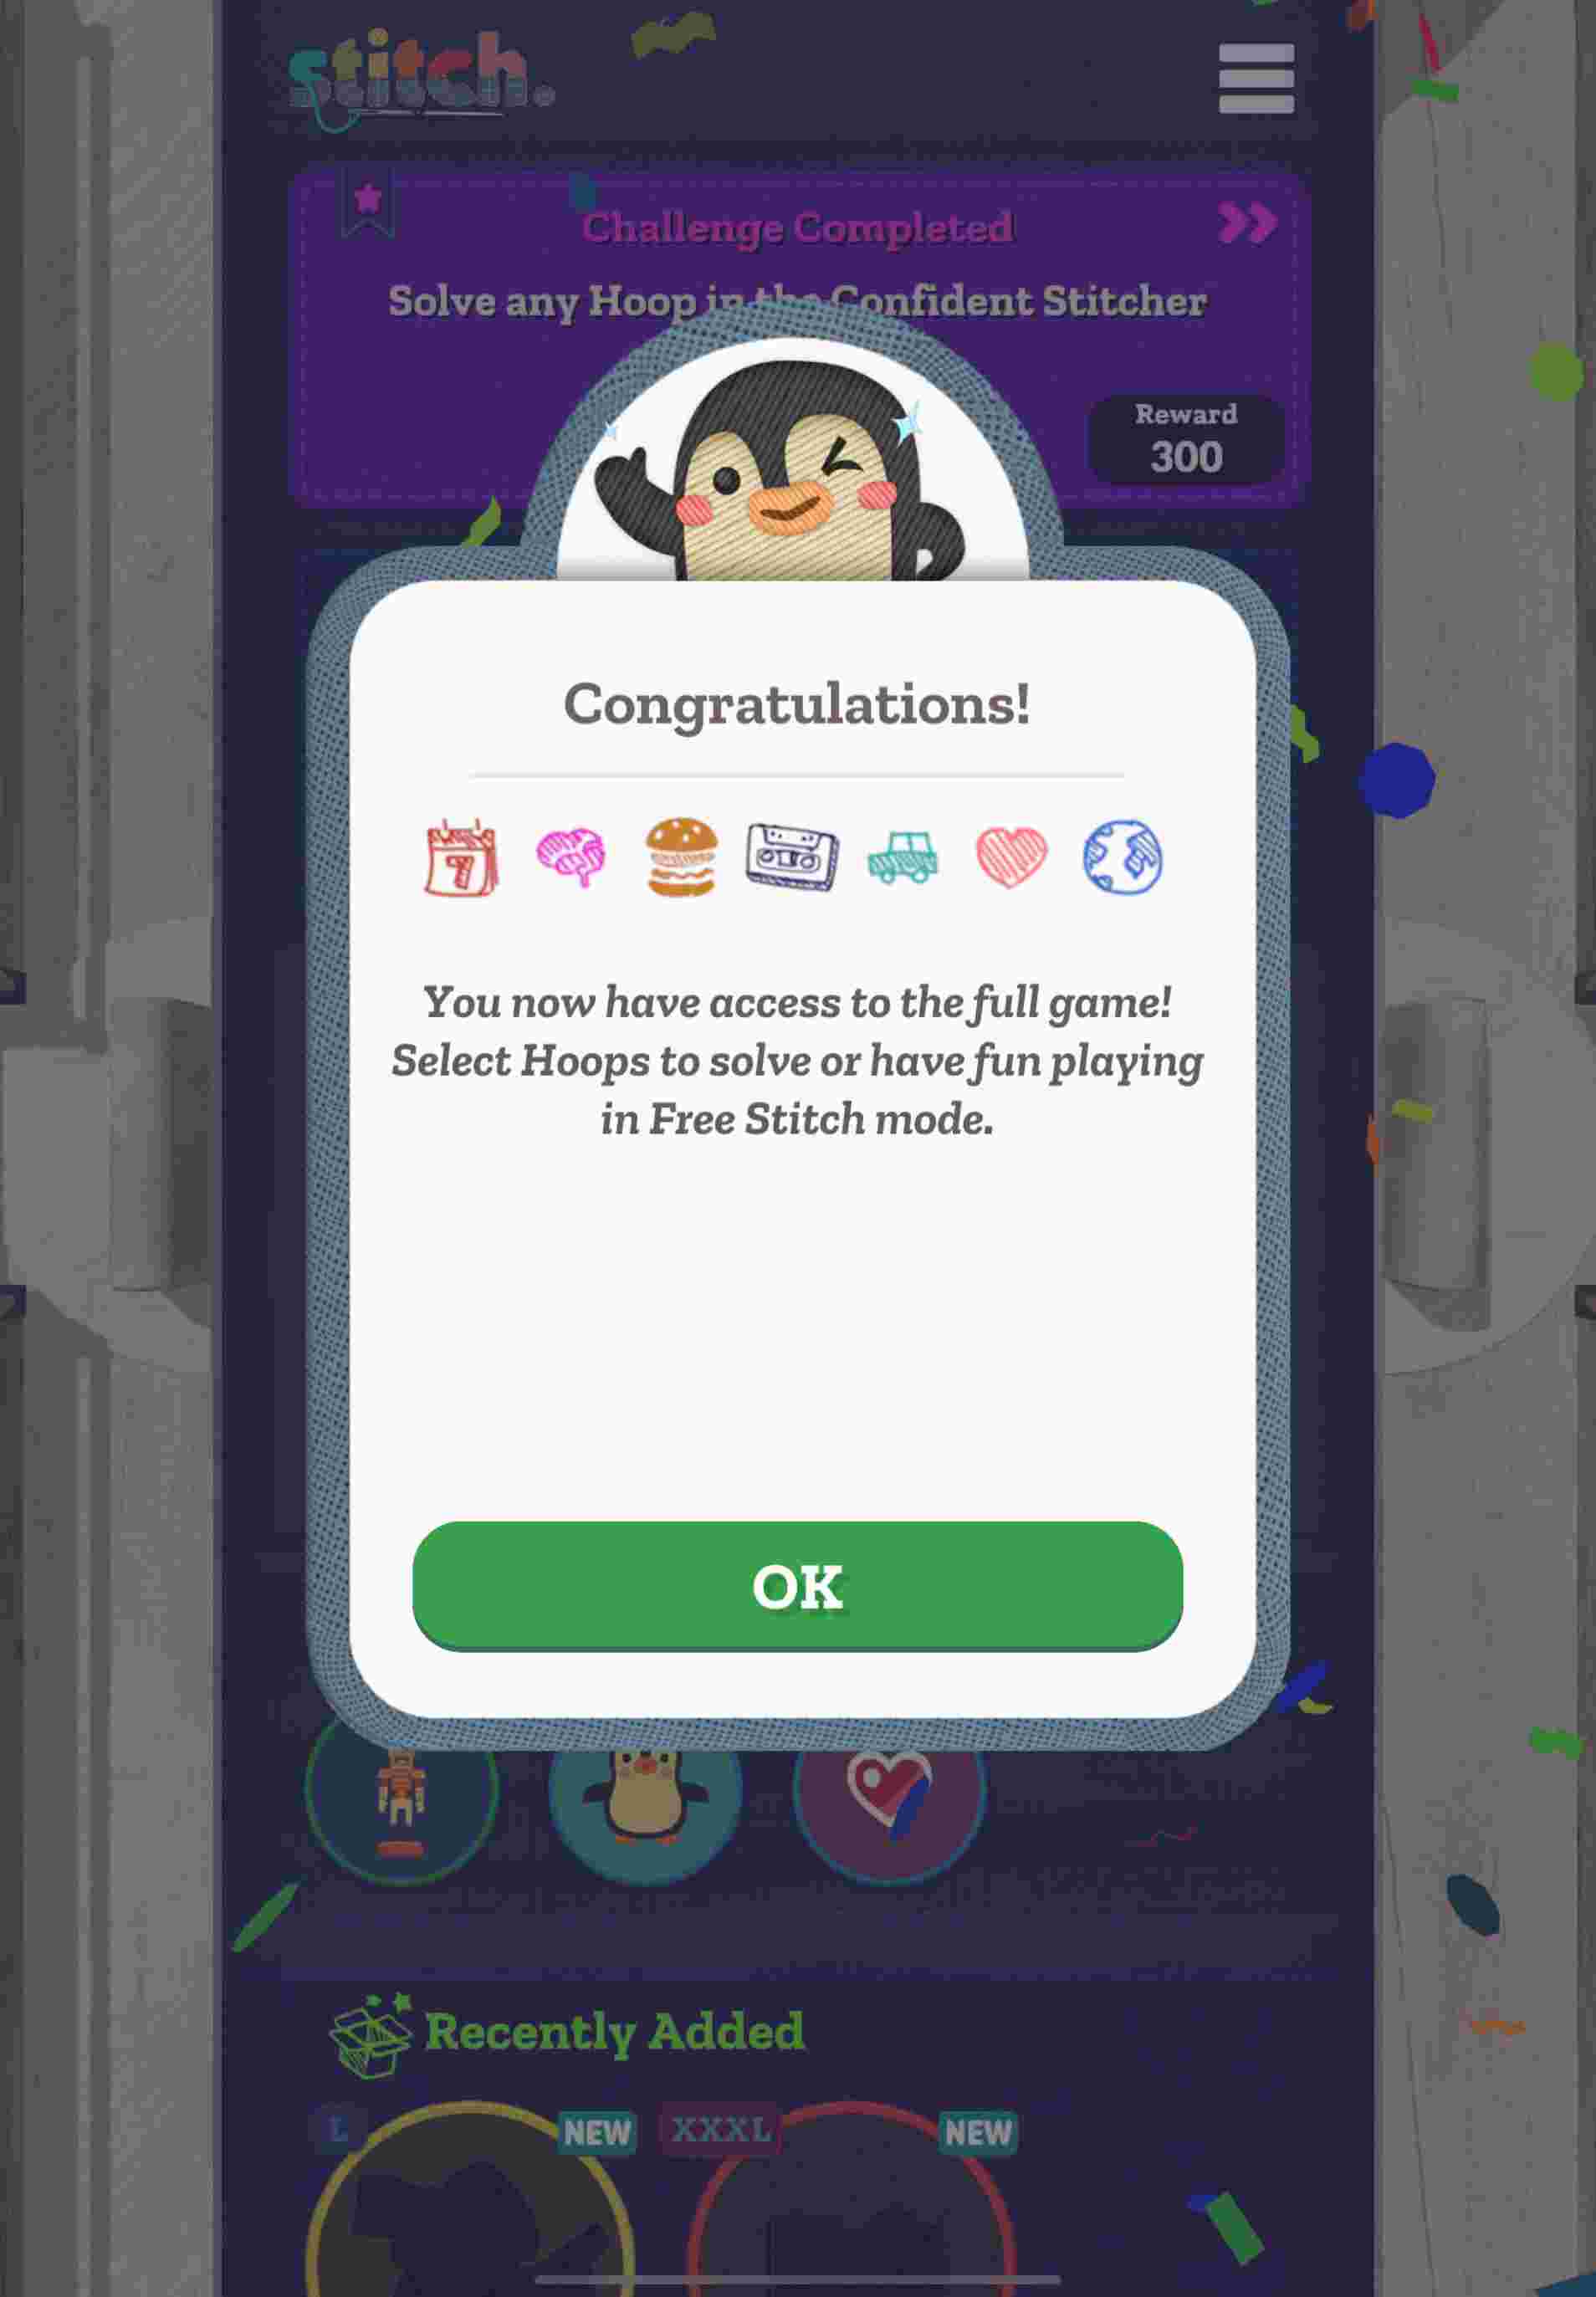 stitch.
Challenge Completed
Solve any Hoop in the Confident Stitcher
Reward
300
Congratulations!
7
You now have access to the full game!
Select Hoops to solve or have fun playing
in Free Stitch mode.
OK
Recently Added
L NEW XXXL NEW